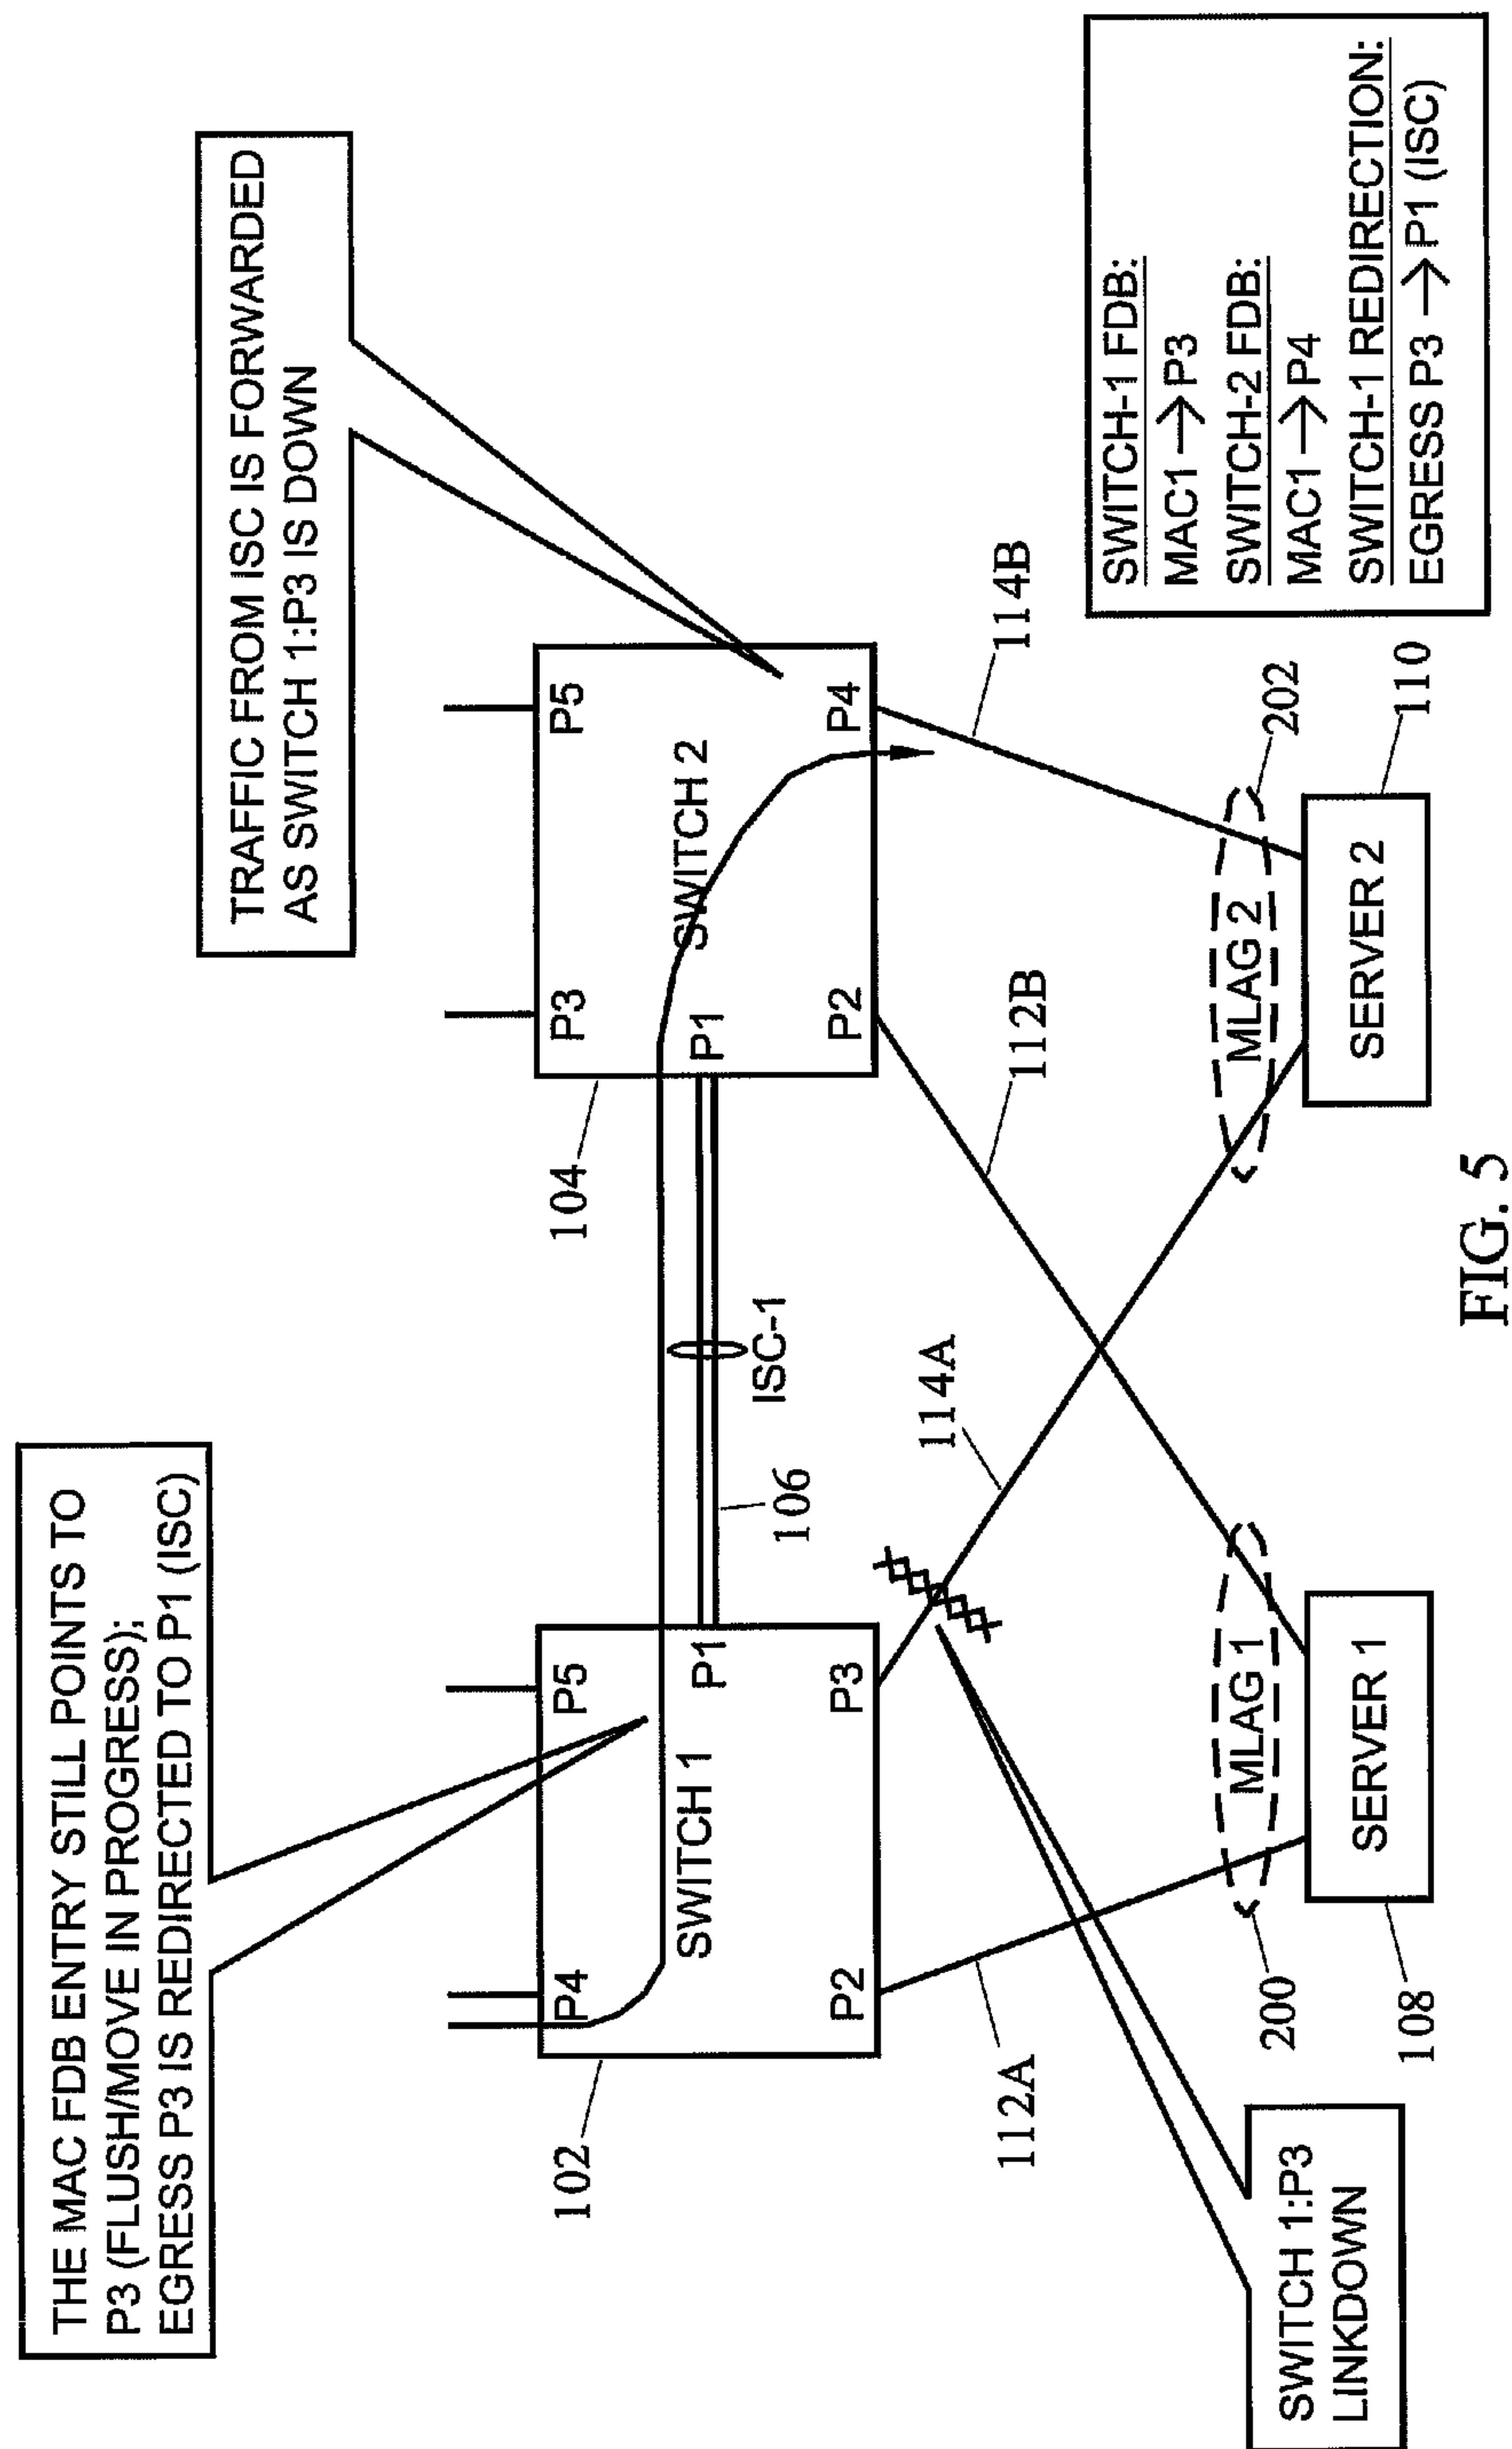 THE MAC FDB ENTRY STILL POINTS TO
P3 (FLUSH/MOVE IN PROGRESS);
EGRESS P3 IS REDIRECTED TO P1 (ISC)
TRAFFIC FROM ISC IS FORWARDED
AS SWITCH 1:P3 IS DOWN
102
P4
P5
SWITCH 1
P1
P2
P3
106
ISC-1
104
P3
P5
P1
SWITCH 2
P2
P4
112A
114A
112B
114B
SWITCH 1:P3
LINKDOWN
200
MLAG 1
SERVER 1
108
MLAG 2
202
SERVER 2
110
SWITCH-1 FDB:
MAC1→P3
SWITCH-2 FDB:
MAC1→P4
SWITCH-1 REDIRECTION:
EGRESS P3 →P1 (ISC)
FIG. 5